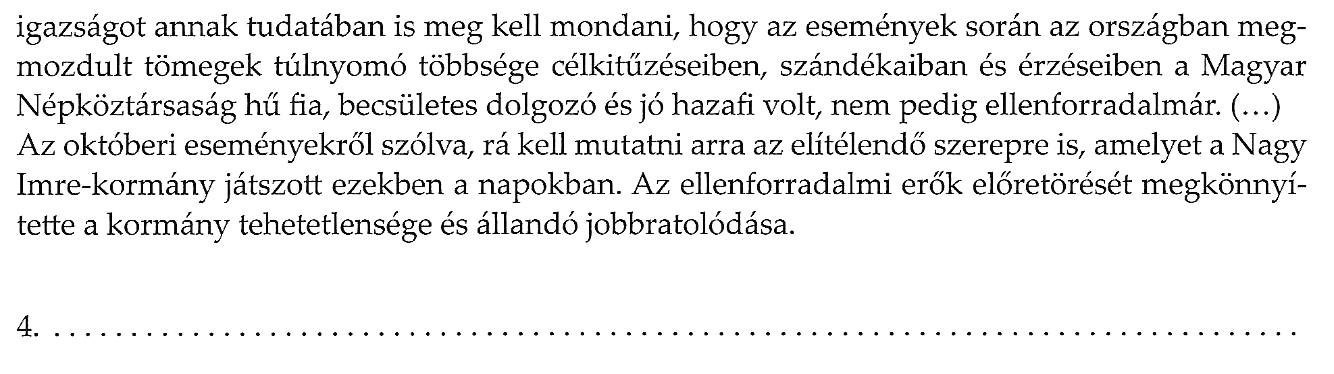 igazságot annak tudatában is meg kell mondani, hogy az események során az országban meg-
mozdult tömegek túlnyomó többsége célkitűzéseiben, szándékaiban és érzéseiben a Magyar
Népköztársaság hű fia, becsületes dolgozó és jó hazafi volt, nem pedig ellenforradalmár. (...)
Az októberi eseményekről szólva, rá kell mutatni arra az elítélendő szerepre is, amelyet a Nagy
Imre-kormány játszott ezekben a napokban. Az ellenforradalmi erők előretörését megkönnyí-
tette a kormány tehetetlensége és állandó jobbratolódása.
4. ................................................................................